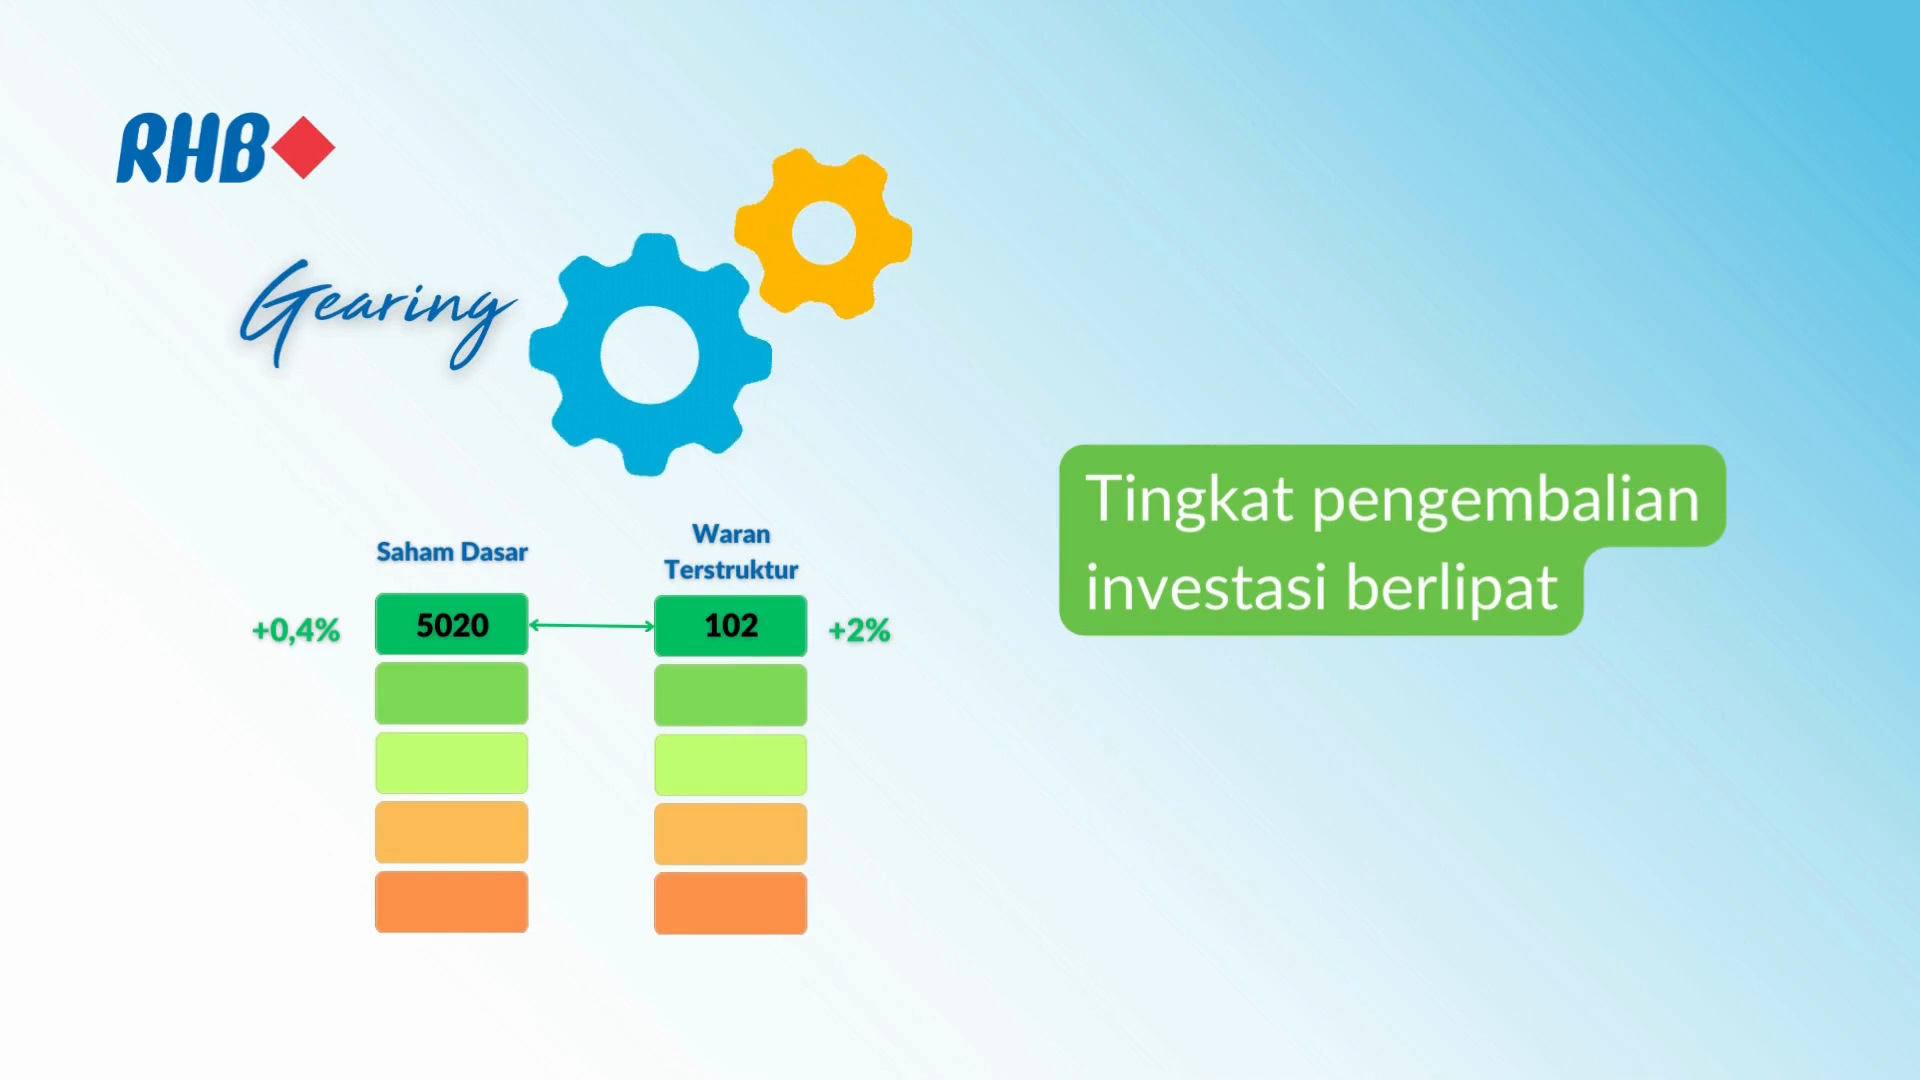 RHB
Gearing
Saham Dasar
Waran
Terstruktur
+0,4%
5020
102
+2%
Tingkat pengembalian
investasi berlipat